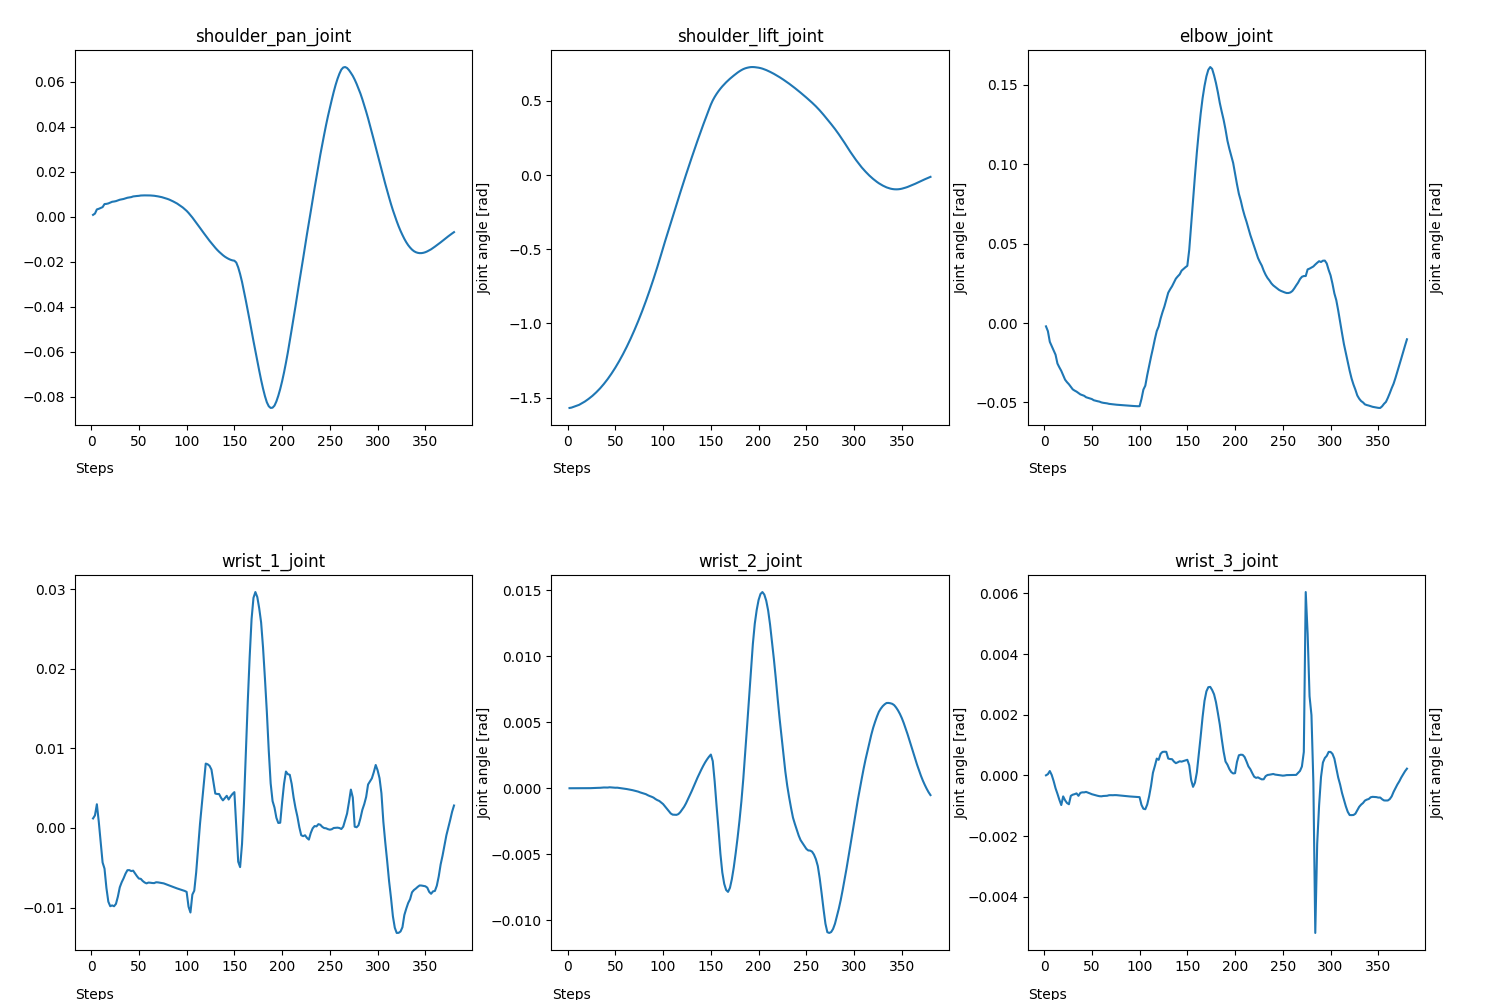 shoulder_pan_joint
0.06
0.04
0.02
0.00
−0.02
−0.04
−0.06
−0.08
0 50 100 150 200 250 300 350
Steps
Joint angle [rad]
shoulder_lift_joint
0.5
0.0
−0.5
−1.0
−1.5
0 50 100 150 200 250 300 350
Steps
Joint angle [rad]
elbow_joint
0.15
0.10
0.05
0.00
−0.05
0 50 100 150 200 250 300 350
Steps
Joint angle [rad]
wrist_1_joint
0.03
0.02
0.01
0.00
−0.01
0 50 100 150 200 250 300 350
Steps
Joint angle [rad]
wrist_2_joint
0.015
0.010
0.005
0.000
−0.005
−0.010
0 50 100 150 200 250 300 350
Steps
Joint angle [rad]
wrist_3_joint
0.006
0.004
0.002
0.000
−0.002
−0.004
0 50 100 150 200 250 300 350
Steps
Joint angle [rad]